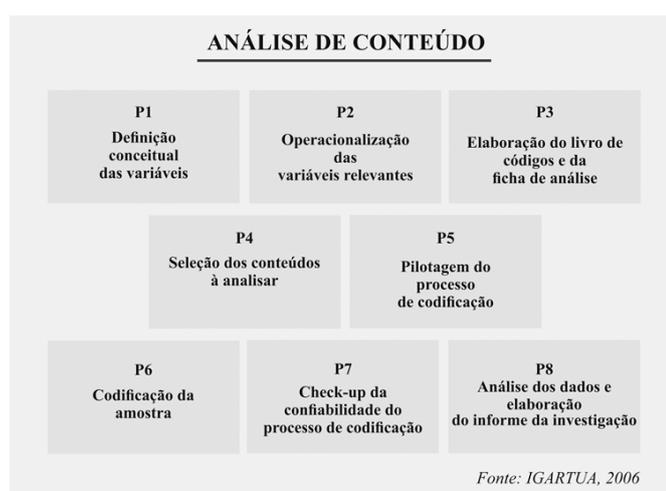 ANÁLISE DE CONTEÚDO
P1
Definição
conceitual
das variáveis
P2
Operacionalização
das
variáveis relevantes
P3
Elaboração do livro de
códigos e da
ficha de análise
P4
Seleção dos conteúdos
à analisar
P5
Pilotagem do
processo
de codificação
P6
Codificação da
amostra
P7
Check-up da
confiabilidade do
processo de codificação
P8
Análise dos dados e
elaboração
do informe da investigação
Fonte: IGARTUA, 2006